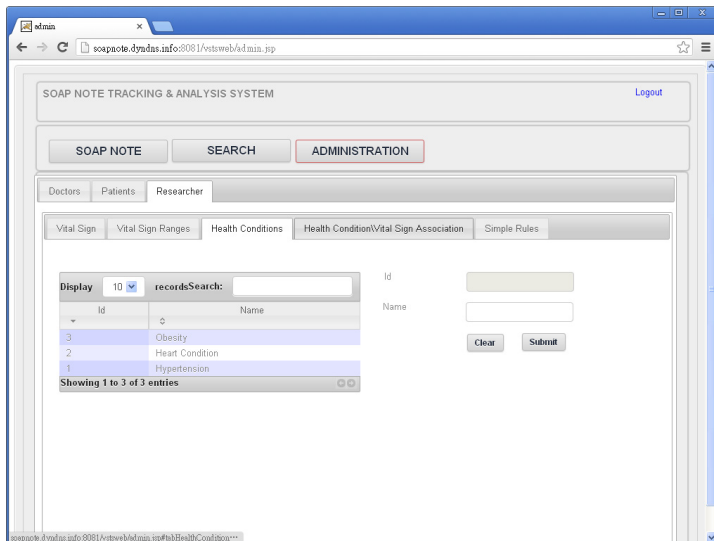 admin
soapnote.dyndns.info:8081/vstsweb/admin.jsp
SOAP NOTE TRACKING & ANALYSIS SYSTEM
Logout
SOAP NOTE SEARCH ADMINISTRATION
Doctors Patients Researcher
Vital Sign Vital Sign Ranges Health Conditions Health Condition\Vital Sign Association Simple Rules
Display 10 recordsSearch:
Id
Id Name
Name
3 Obesity
2 Heart Condition
1 Hypertension
Clear Submit
Showing 1 to 3 of 3 entries
soapnote.dyndns.info:8081/vstsweb/admin.jsp#tabHealthCondition...